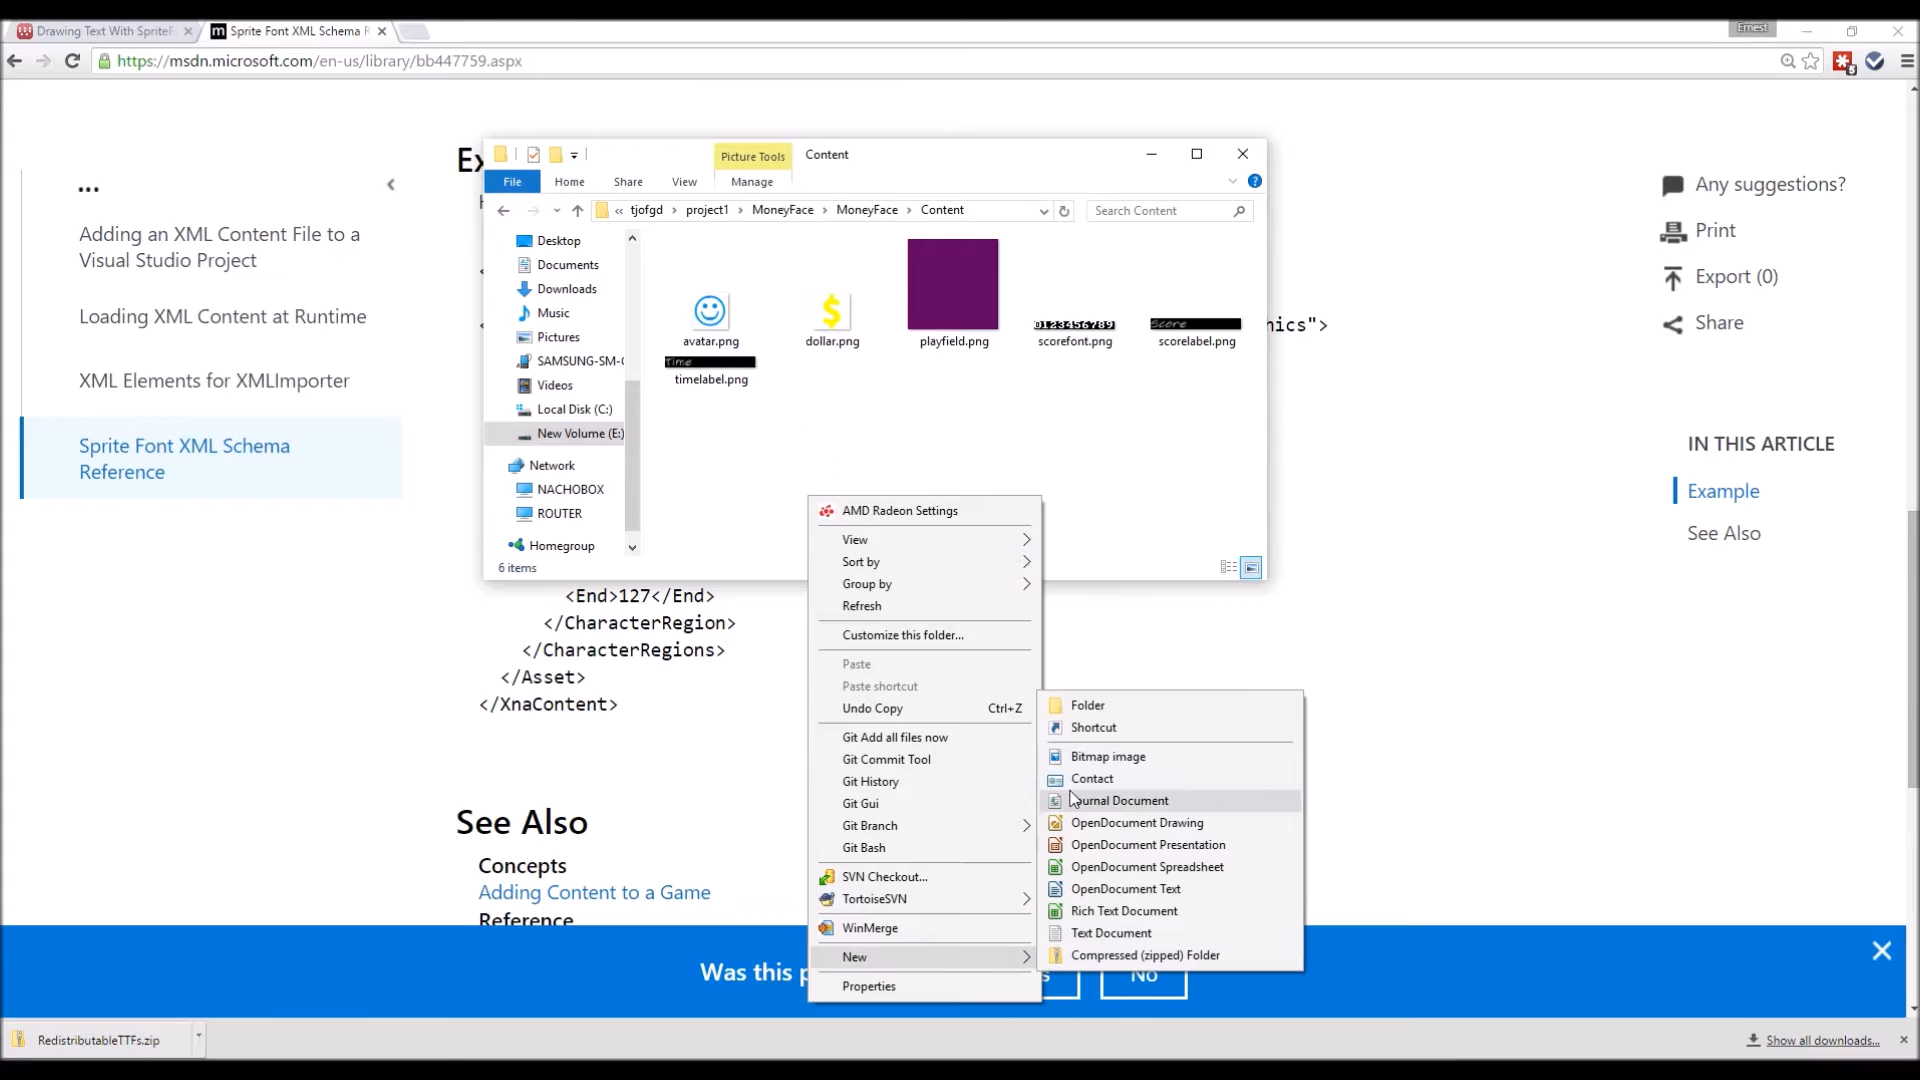 Drawing Text With SpriteF
Sprite Font XML Schema R
Ernest
https://msdn.microsoft.com/en-us/library/bb447759.aspx
5
...
Adding an XML Content File to a
Visual Studio Project
Loading XML Content at Runtime
XML Elements for XMLImporter
Sprite Font XML Schema
Reference
Ex
Picture Tools
Content
File
Home
Share
View
Manage
« tjofgd > project1 > MoneyFace > MoneyFace > Content
Search Content
Desktop
Documents
Downloads
Music
Pictures
SAMSUNG-SM-
Videos
Local Disk (C:)
New Volume (E:)
Network
NACHOBOX
ROUTER
Homegroup
6 items
avatar.png
$
dollar.png
playfield.png
0123456789
scorefont.png
Score
scorelabel.png
Time
timelabel.png
ics">
<End>127</End>
</CharacterRegion>
</CharacterRegions>
</Asset>
</XnaContent>
AMD Radeon Settings
View
Sort by
Group by
Refresh
Customize this folder...
Paste
Paste shortcut
Undo Copy Ctrl+Z
Git Add all files now
Git Commit Tool
Git History
Git Gui
Git Branch
Git Bash
SVN Checkout...
TortoiseSVN
WinMerge
New
Properties
Folder
Shortcut
Bitmap image
Contact
urnal Document
OpenDocument Drawing
OpenDocument Presentation
OpenDocument Spreadsheet
OpenDocument Text
Rich Text Document
Text Document
Compressed (zipped) Folder
Any suggestions?
Print
Export (0)
Share
IN THIS ARTICLE
Example
See Also
See Also
Concepts
Adding Content to a Game
Reference
Was this p
s
No
RedistributableTTFs.zip
Show all downloads...